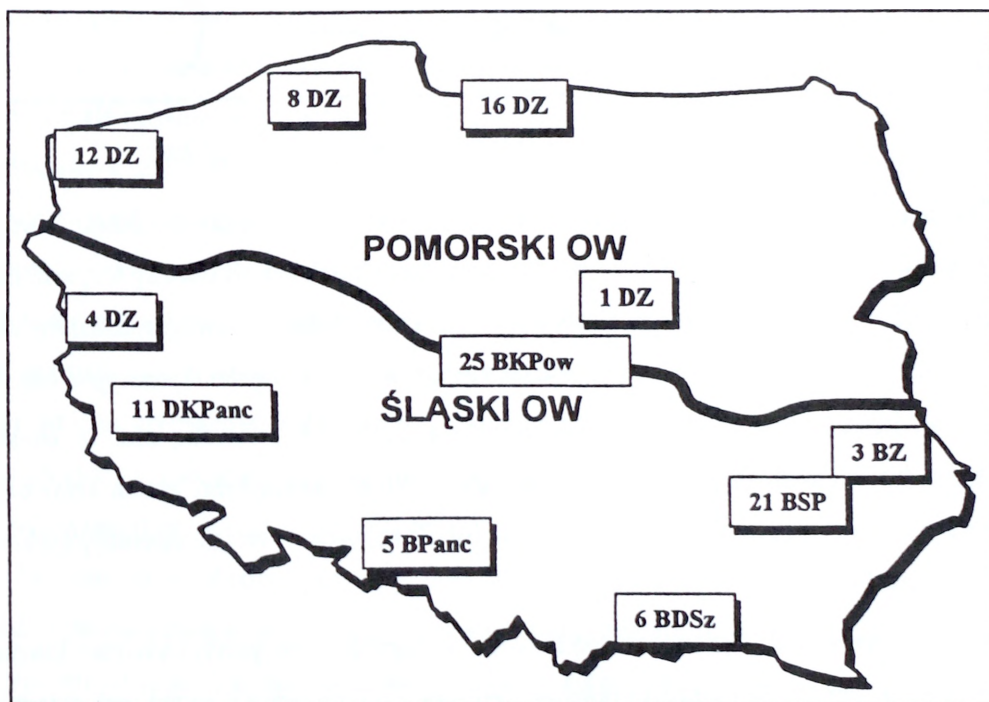 8 DZ
16 DZ
12 DZ
POMORSKI OW
1 DZ
4 DZ
25 BKPow
11 DKPanc
ŚLĄSKI OW
3 BZ
21 BSP
5 BPanc
6 BDSz